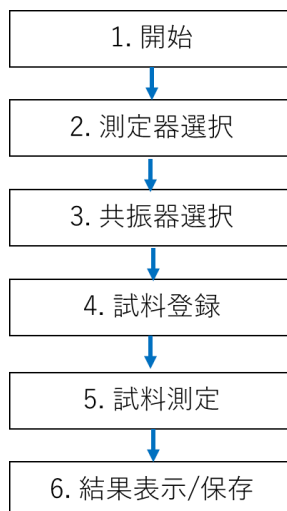 1. 開始
2. 測定器選択
3. 共振器選択
4. 試料登録
5. 試料測定
6. 結果表示/保存